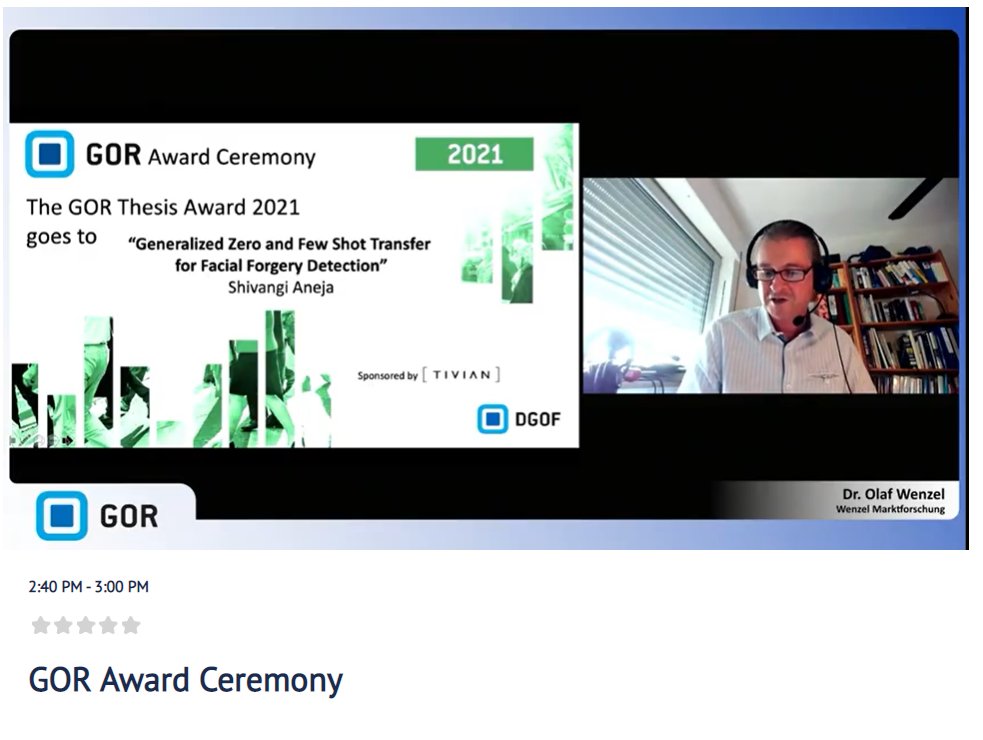 GOR Award Ceremony
2021
The GOR Thesis Award 2021
goes to
“Generalized Zero and Few Shot Transfer
for Facial Forgery Detection”
Shivangi Aneja
Sponsored by [ TIVIAN ]
DGOF
GOR
Dr. Olaf Wenzel
Wenzel Marktforschung
2:40 PM - 3:00 PM
GOR Award Ceremony